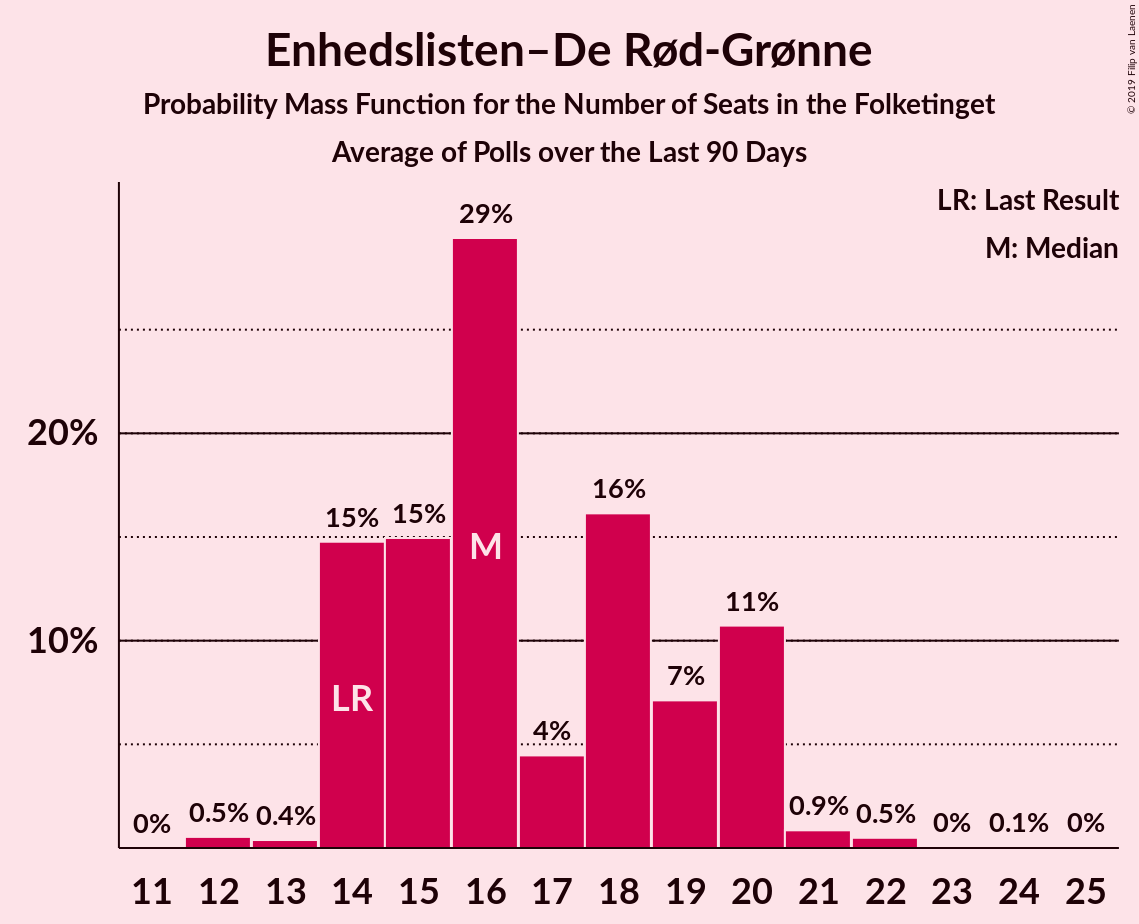 Enhedslisten–De Rød-Grønne
Probability Mass Function for the Number of Seats in the Folketinget
Average of Polls over the Last 90 Days
© 2019 Filip van Laenen
LR: Last Result
M: Median
20%
10%
0%
0.5%
0.4%
15%
15%
29%
4%
16%
7%
11%
0.9%
0.5%
0%
0.1%
0%
LR
M
11 12 13 14 15 16 17 18 19 20 21 22 23 24 25